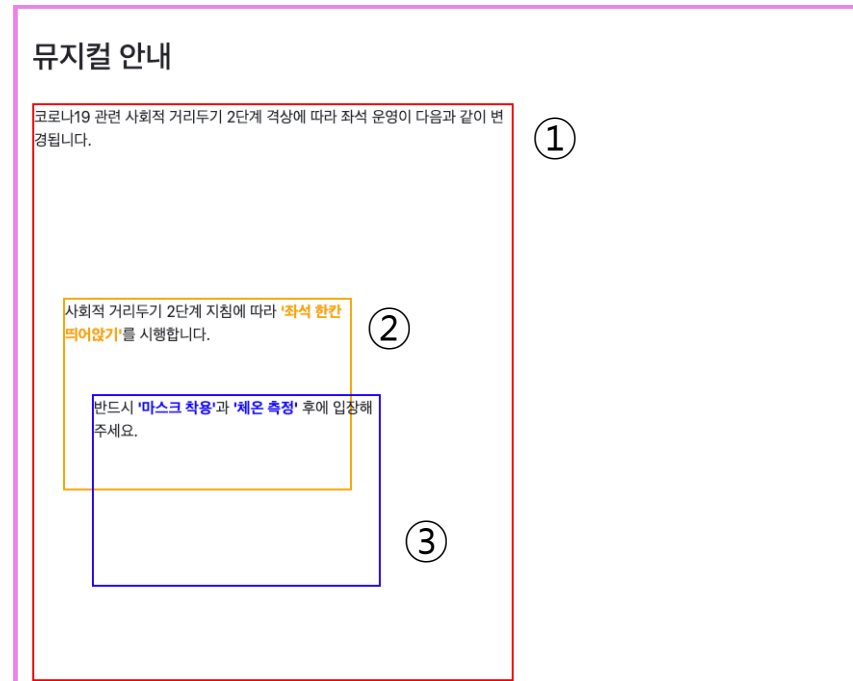 뮤지컬 안내
코로나19 관련 사회적 거리두기 2단계 격상에 따라 좌석 운영이 다음과 같이 변
경됩니다.
①
사회적 거리두기 2단계 지침에 따라 '좌석 한칸
띄어앉기'를 시행합니다.
②
반드시 '마스크 착용'과 '체온 측정' 후에 입장해
주세요.
③